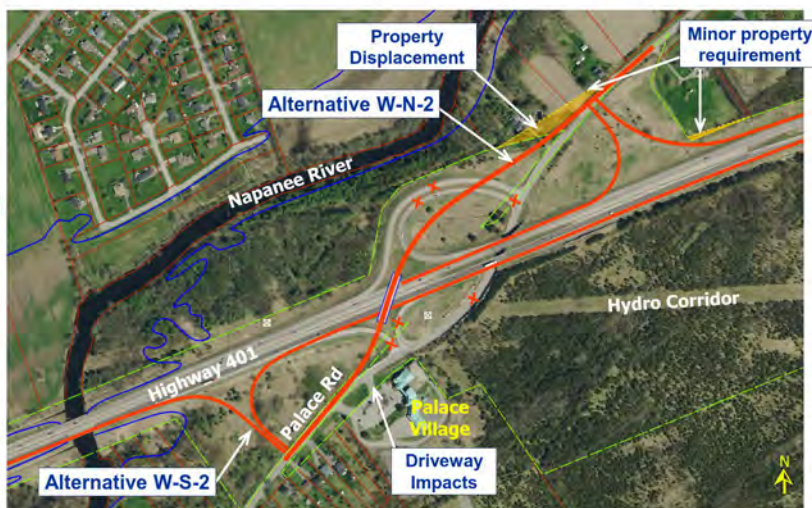 Property
Displacement
Minor property
requirement
Alternative W-N-2
Napanee River
Hydro Corridor
Highway 401
Palace Rd
Palace
Village
Alternative W-S-2
Driveway
Impacts
N